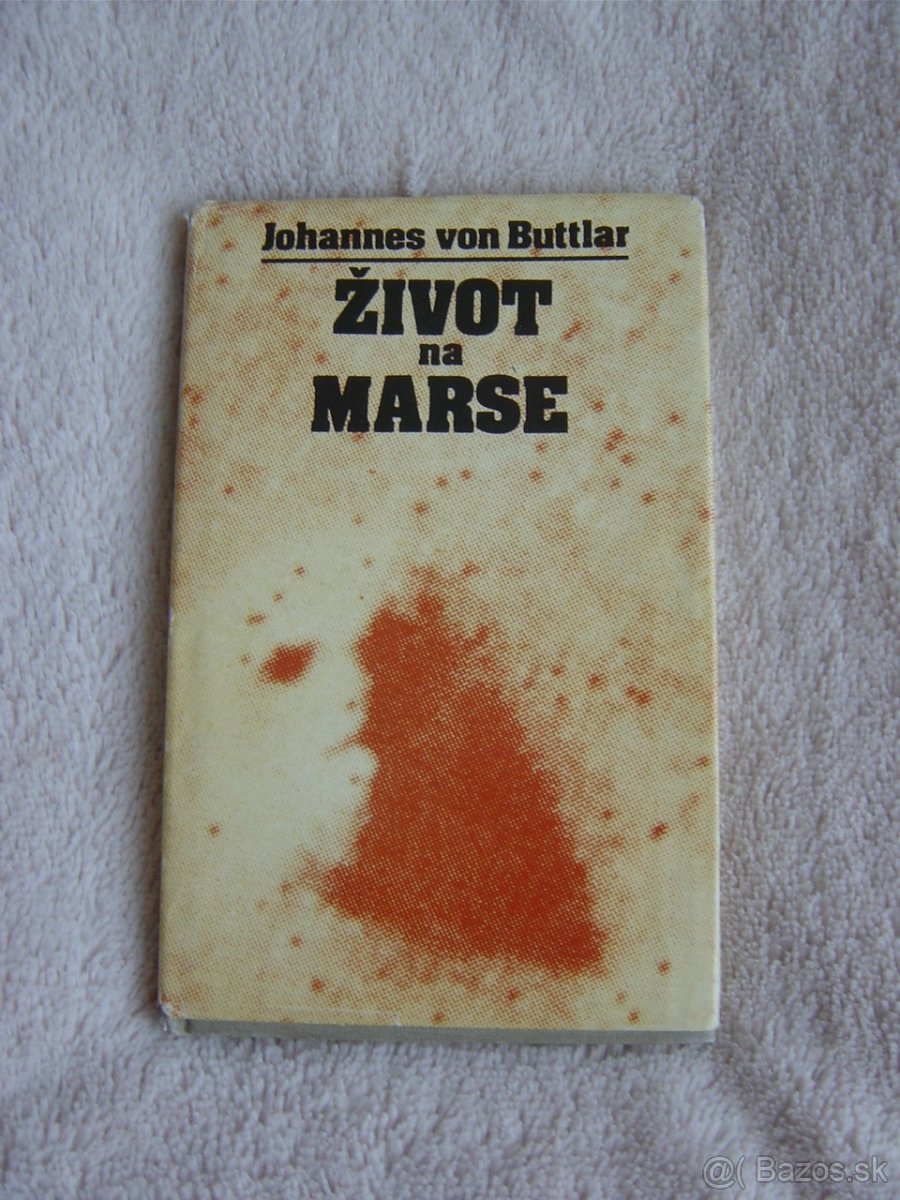 Johannes von Buttlar
ŽIVOT
na
MARSE
@( Bazos.sk